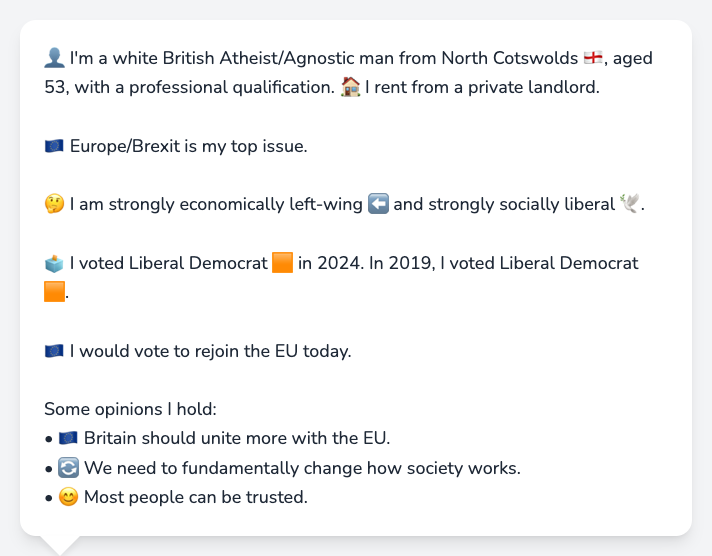 👤 I'm a white British Atheist/Agnostic man from North Cotswolds 🏴󠁧󠁢󠁥󠁮󠁧󠁿, aged
53, with a professional qualification. 🏠 I rent from a private landlord.
🇪🇺 Europe/Brexit is my top issue.
🤔 I am strongly economically left-wing ⬅️ and strongly socially liberal 🕊️.
🗳️ I voted Liberal Democrat 🟧 in 2024. In 2019, I voted Liberal Democrat
🟧.
🇪🇺 I would vote to rejoin the EU today.
Some opinions I hold:
• 🇪🇺 Britain should unite more with the EU.
• 🔄 We need to fundamentally change how society works.
• 😊 Most people can be trusted.